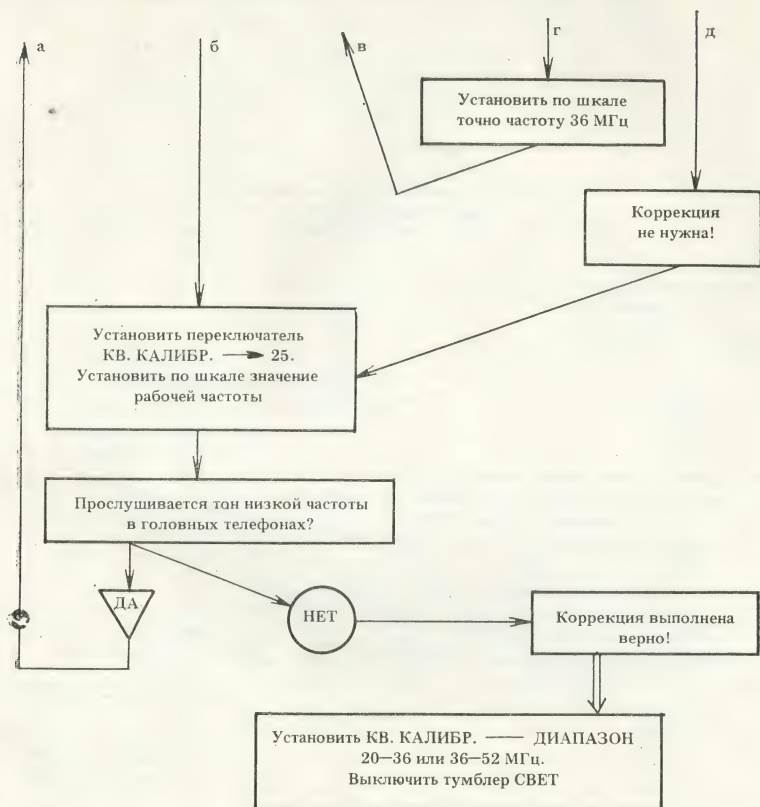 а
б
в
г
д
Установить по шкале
точно частоту 36 МГц
Коррекция
не нужна!
Установить переключатель
КВ. КАЛИБР. → 25.
Установить по шкале значение
рабочей частоты
Прослушивается тон низкой частоты
в головных телефонах?
ДА
НЕТ
Коррекция выполнена
верно!
Установить КВ. КАЛИБР. — ДИАПАЗОН
20—36 или 36—52 МГц.
Выключить тумблер СВЕТ